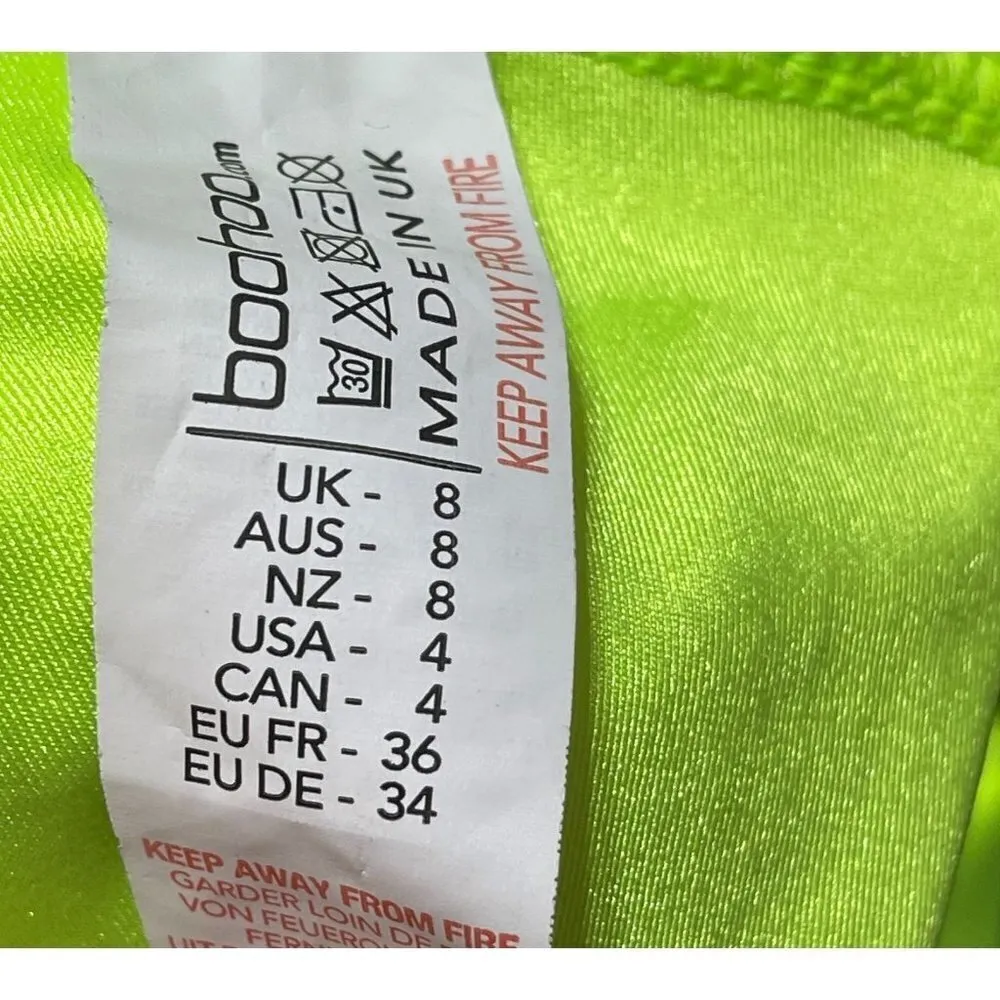 boohoo.com
30
MADE IN UK
KEEP AWAY FROM FIRE
UK - 8
AUS - 8
NZ - 8
USA - 4
CAN - 4
EU FR - 36
EU DE - 34
KEEP AWAY FROM FIRE
GARDER LOIN DE
VON FEUER